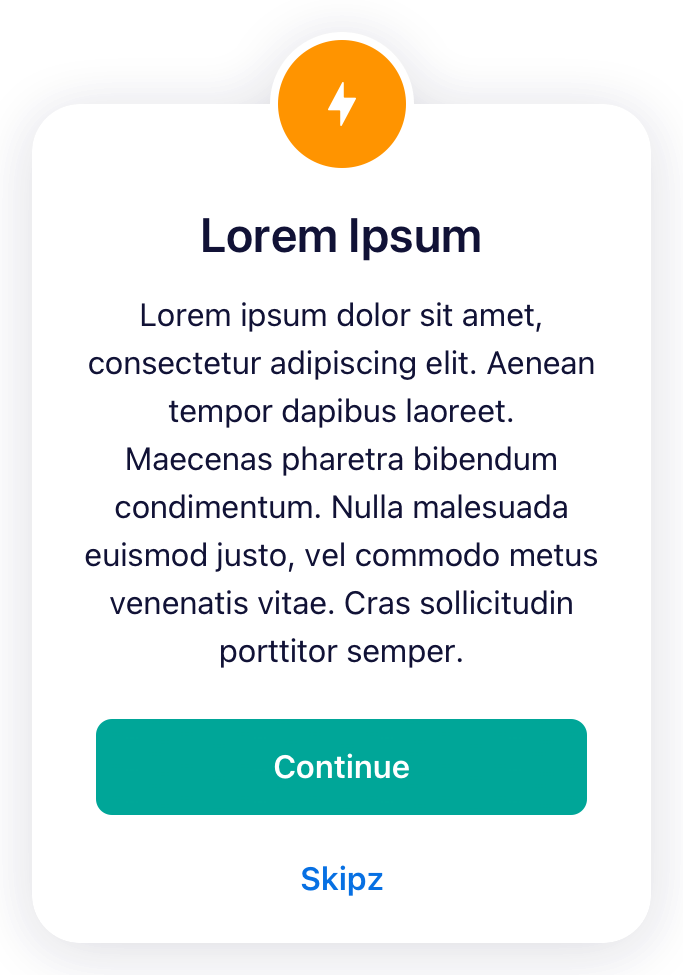 Lorem Ipsum
Lorem ipsum dolor sit amet,
consectetur adipiscing elit. Aenean
tempor dapibus laoreet.
Maecenas pharetra bibendum
condimentum. Nulla malesuada
euismod justo, vel commodo metus
venenatis vitae. Cras sollicitudin
porttitor semper.
Continue
Skipz